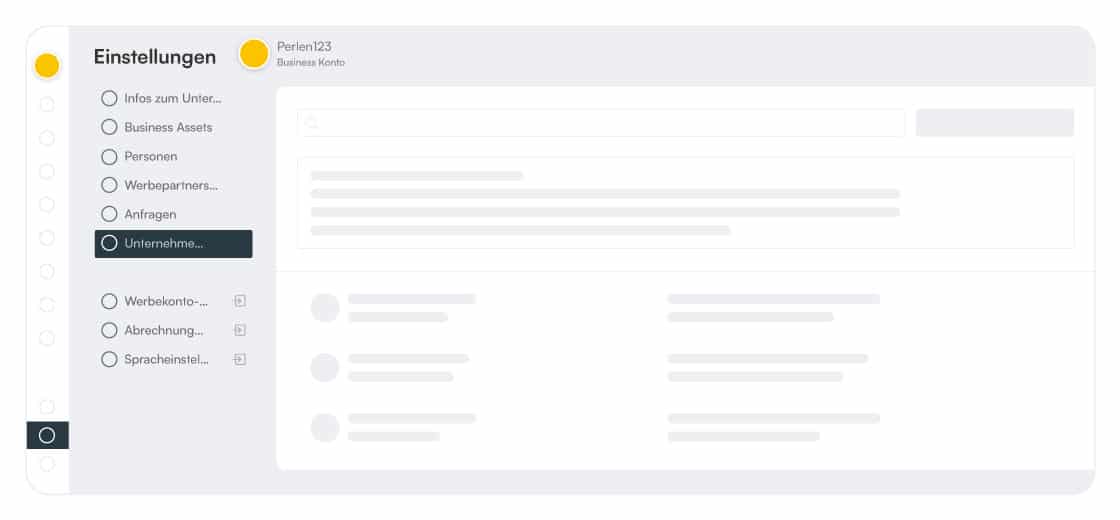 Einstellungen
Perlen123
Business Konto
Infos zum Unter...
Business Assets
Personen
Werbepartners...
Anfragen
Unternehme...
Werbekonto-...
Abrechnung...
Spracheinstel...